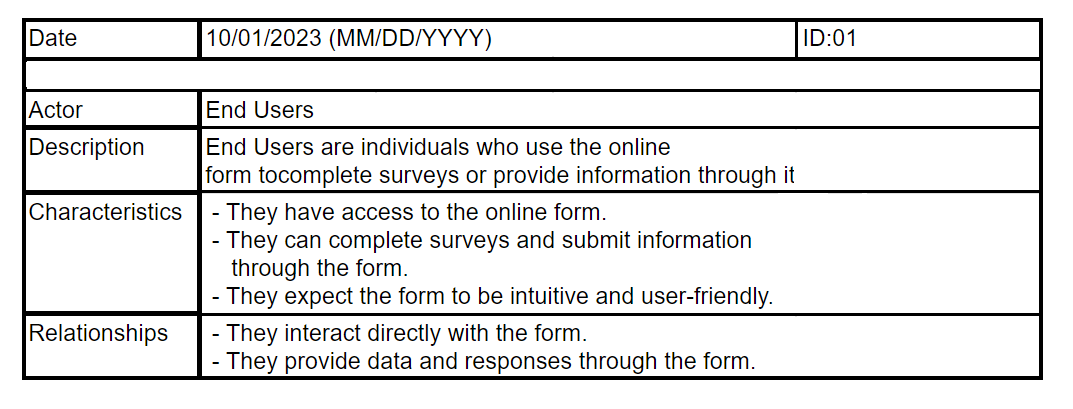 Date 10/01/2023 (MM/DD/YYYY) ID:01
Actor End Users
Description End Users are individuals who use the online
form tocomplete surveys or provide information through it
Characteristics - They have access to the online form.
- They can complete surveys and submit information
through the form.
- They expect the form to be intuitive and user-friendly.
Relationships - They interact directly with the form.
- They provide data and responses through the form.